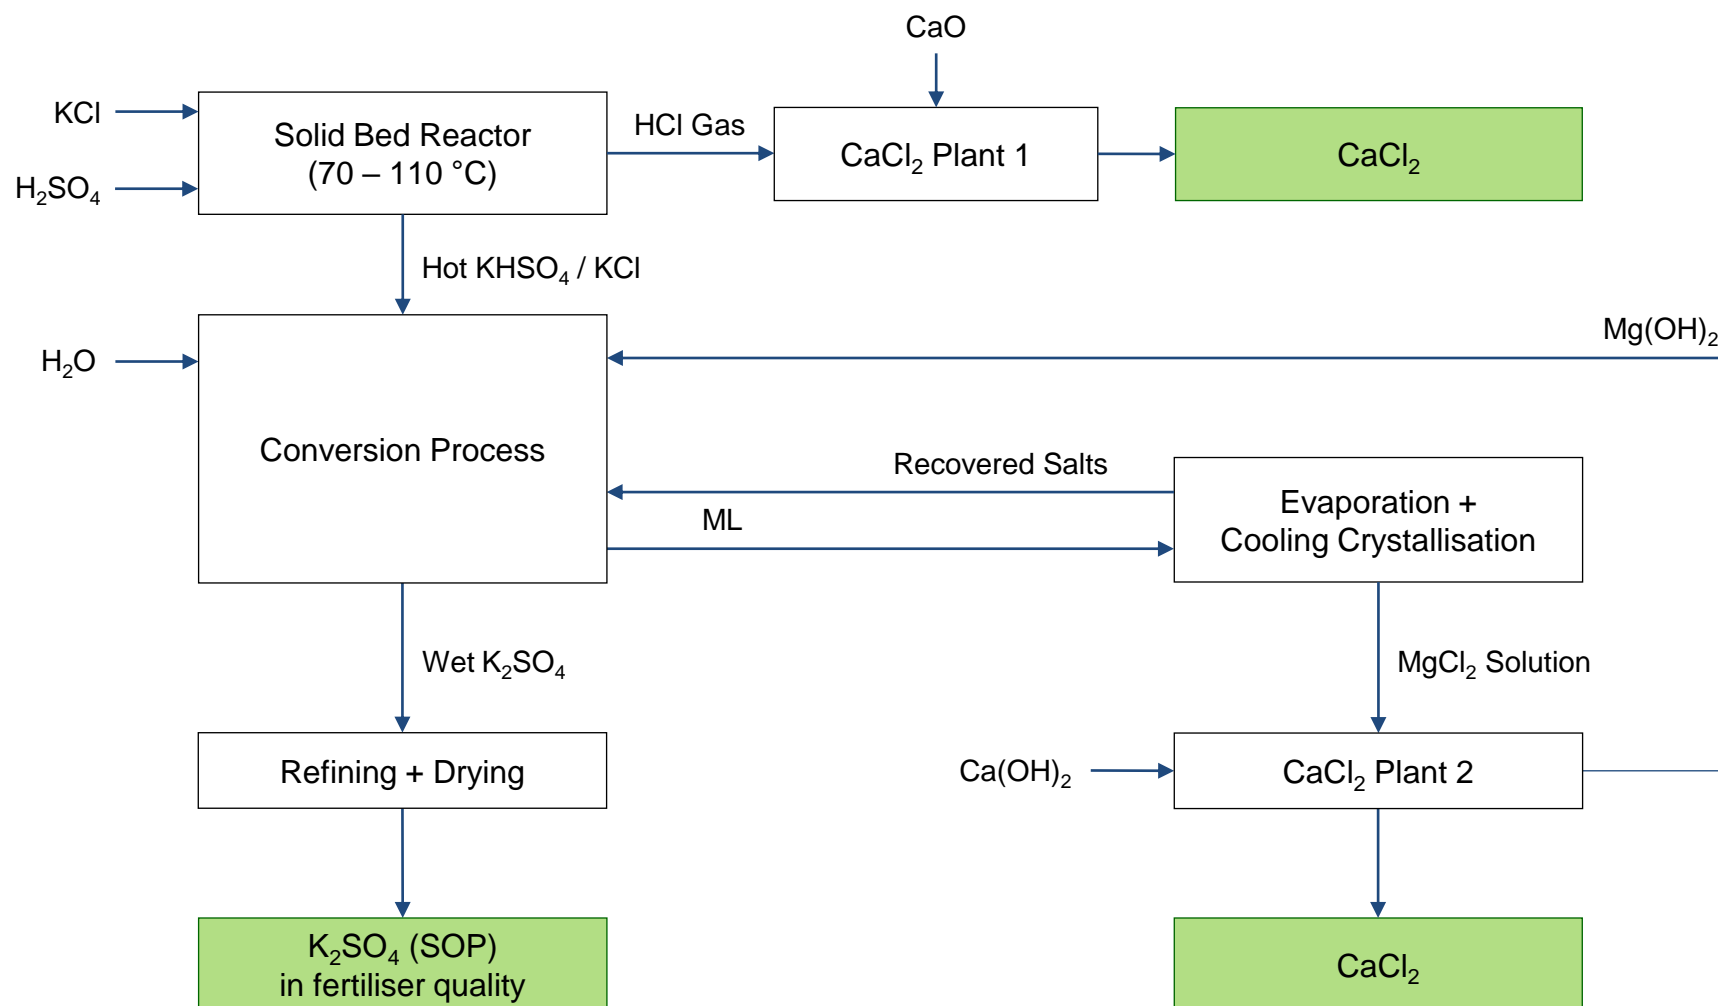 CaO
KCl
Solid Bed Reactor
(70 – 110 °C)
H₂SO₄
HCl Gas
CaCl₂ Plant 1
CaCl₂
Hot KHSO₄ / KCl
H₂O
Mg(OH)₂
Conversion Process
Recovered Salts
ML
Evaporation +
Cooling Crystallisation
Wet K₂SO₄
MgCl₂ Solution
Refining + Drying
Ca(OH)₂
CaCl₂ Plant 2
K₂SO₄ (SOP)
in fertiliser quality
CaCl₂